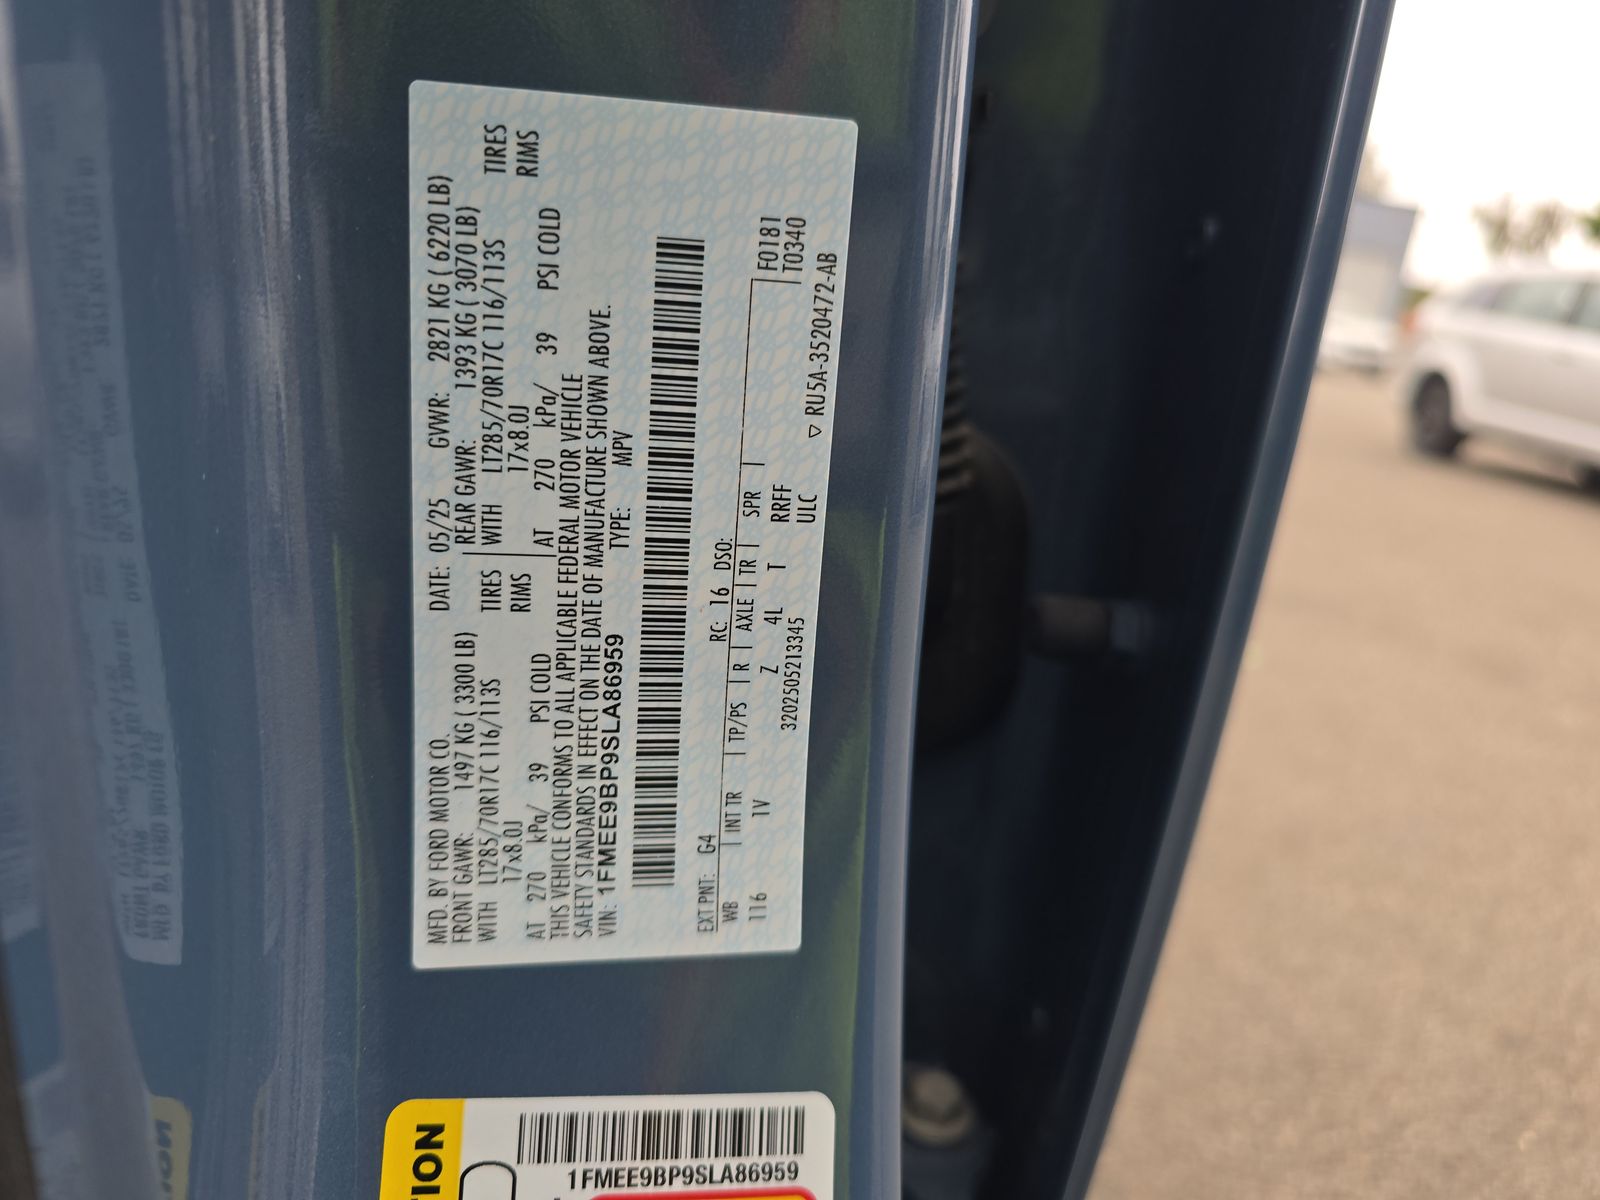 MFD. BY FORD MOTOR CO.
DATE: 05/25 GVWR: 2821 KG ( 6220 LB)
FRONT GAWR: 1497 KG ( 3300 LB) REAR GAWR: 1393 KG ( 3070 LB)
WITH LT285/70R17C 116/113S TIRES WITH LT285/70R17C 116/113S TIRES
17x8.0J RIMS 17x8.0J RIMS
AT 270 kPa/ 39 PSI COLD AT 270 kPa/ 39 PSI COLD
THIS VEHICLE CONFORMS TO ALL APPLICABLE FEDERAL MOTOR VEHICLE
SAFETY STANDARDS IN EFFECT ON THE DATE OF MANUFACTURE SHOWN ABOVE.
VIN: 1FMEE9BP9SLA86959 TYPE: MPV
EXT PNT: G4 RC: 16 DSO: F0181
WB INT TR TP/PS R AXLE TR SPR T0340
116 1V Z 4L T RRFF
3202505213345 ULC ▽ RU5A-3520472-AB
TION
1FMEE9BP9SLA86959